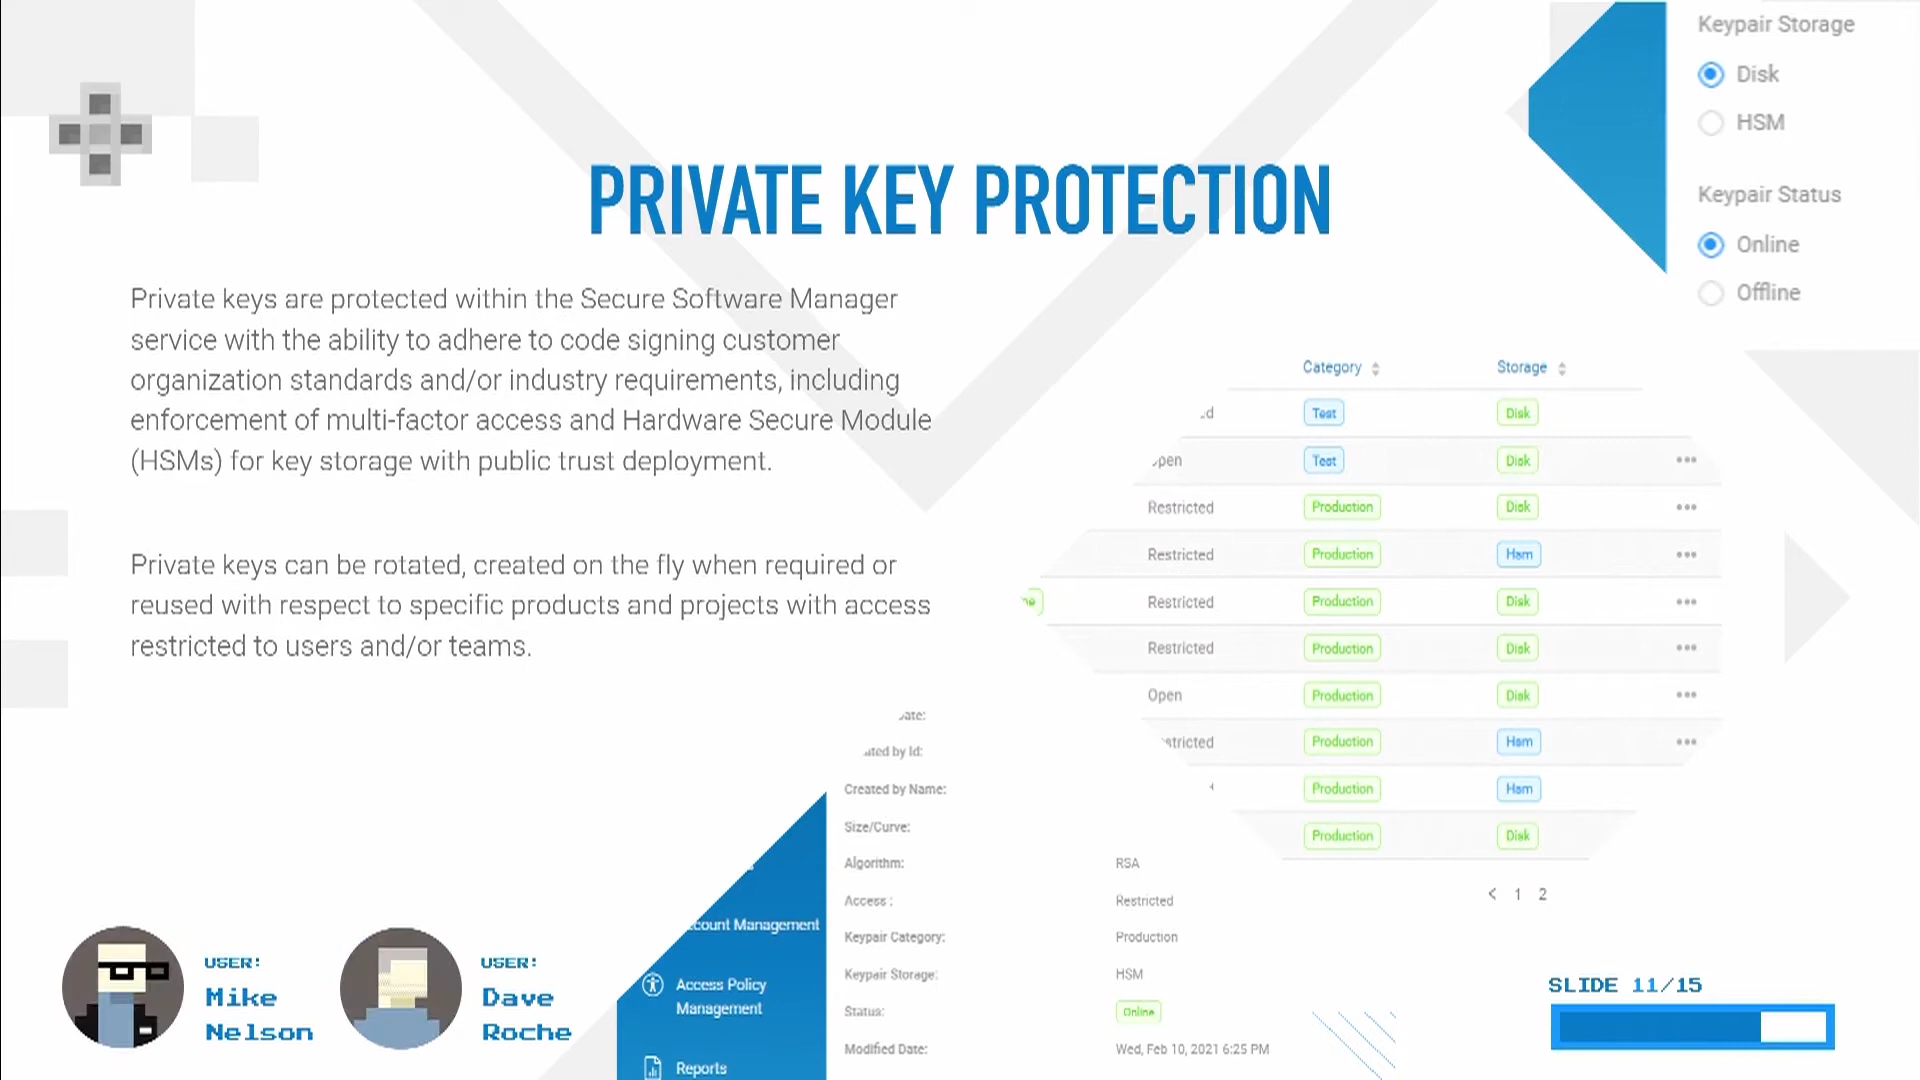 Keypair Storage
Disk
HSM
Keypair Status
Online
Offline
PRIVATE KEY PROTECTION
Private keys are protected within the Secure Software Manager
service with the ability to adhere to code signing customer
organization standards and/or industry requirements, including
enforcement of multi-factor access and Hardware Secure Module
(HSMs) for key storage with public trust deployment.
Private keys can be rotated, created on the fly when required or
reused with respect to specific products and projects with access
restricted to users and/or teams.
Category Storage
Test Disk
Test Disk
Restricted Production Disk
Restricted Production Hsm
Restricted Production Disk
Restricted Production Disk
Open Production Disk
Production Hsm
Production Hsm
Production Disk
< 1 2
Created by Name:
Size/Curve:
Algorithm: RSA
Access : Restricted
Keypair Category: Production
Keypair Storage: HSM
Status: Online
Modified Date: Wed, Feb 10, 2021 6:25 PM
Management
Access Policy
Management
Reports
USER:
Mike
Nelson
USER:
Dave
Roche
SLIDE 11/15